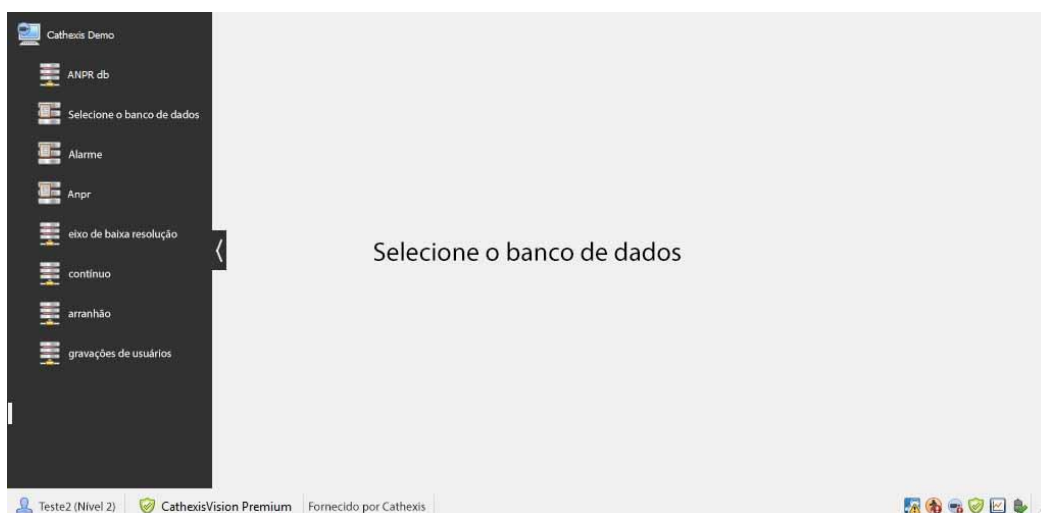 Cathexis Demo
ANPR db
Selecione o banco de dados
Alarme
Anpr
eixo de baixa resolução
contínuo
arranhão
gravações de usuários
Selecione o banco de dados
Teste2 (Nível 2)
CathexisVision Premium
Fornecido por Cathexis